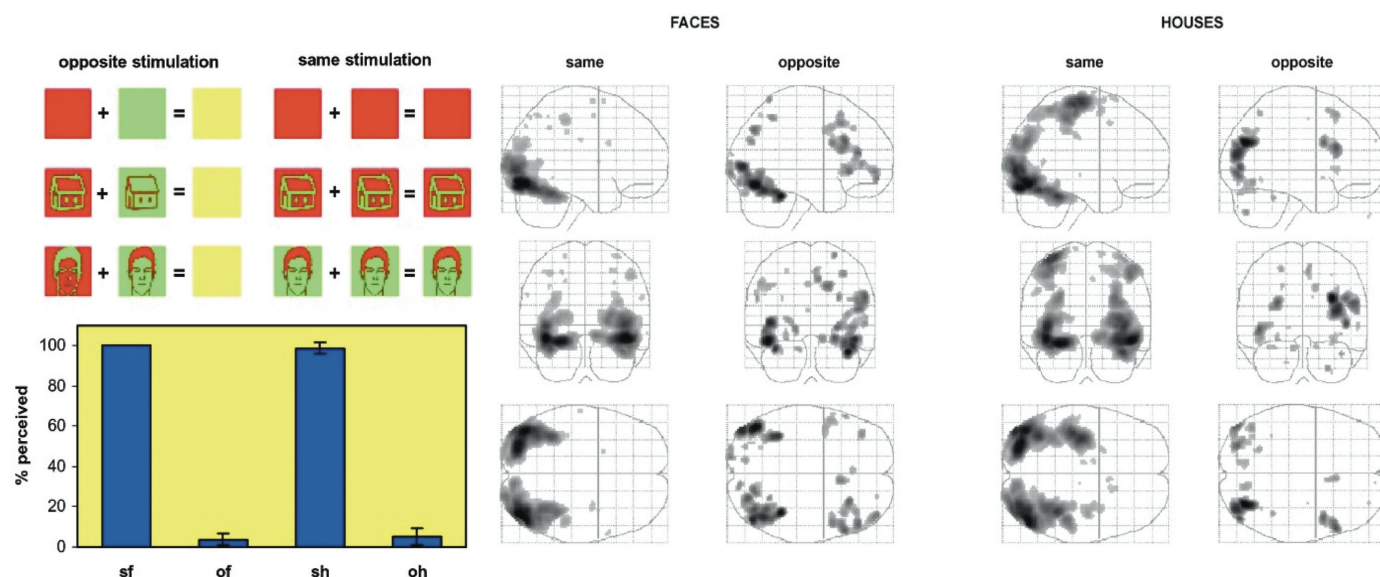 FACES HOUSES
opposite stimulation same stimulation same opposite same opposite
+ = + =
+ = + =
+ = + =
% perceived
100
80
60
40
20
0
sf of sh oh